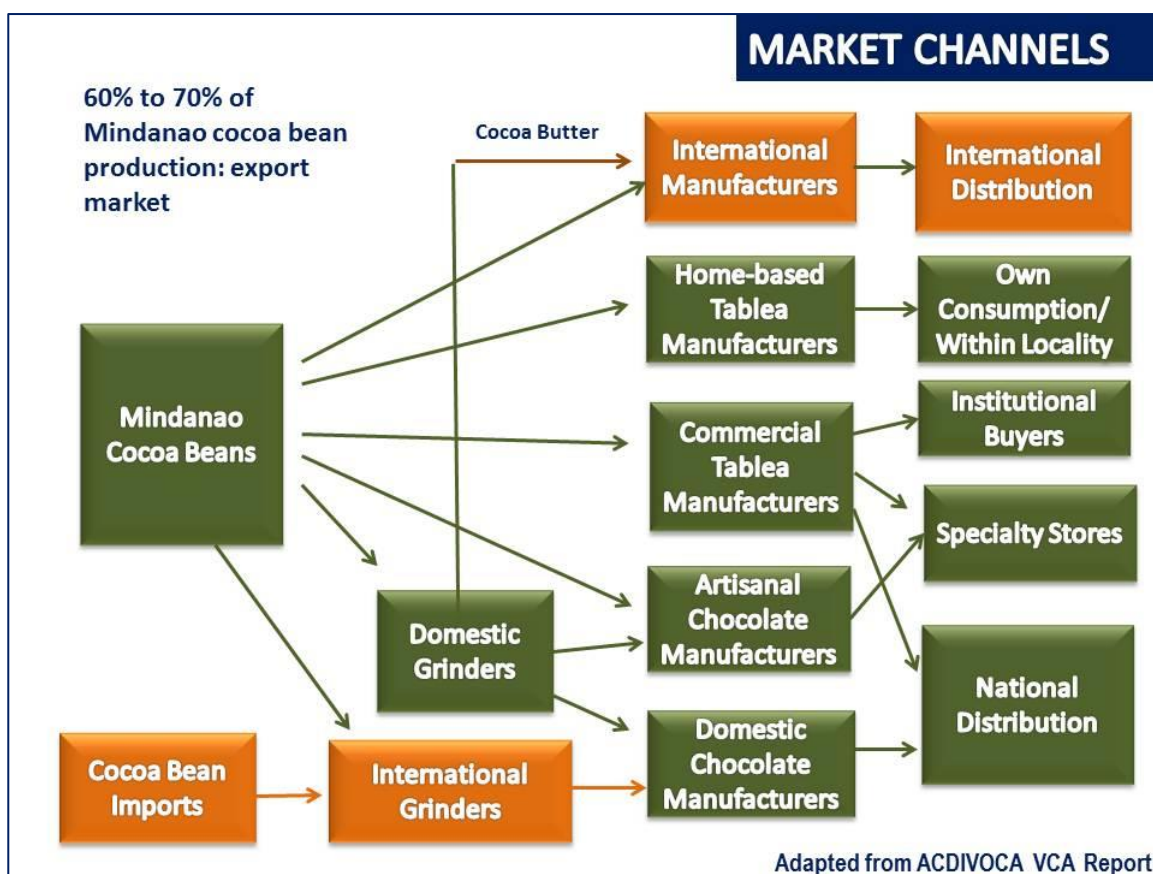 MARKET CHANNELS
60% to 70% of
Mindanao cocoa bean
production: export
market
Cocoa Butter
International
Manufacturers
International
Distribution
Home-based
Tablea
Manufacturers
Own
Consumption/
Within Locality
Mindanao
Cocoa Beans
Commercial
Tablea
Manufacturers
Institutional
Buyers
Specialty Stores
Domestic
Grinders
Artisanal
Chocolate
Manufacturers
National
Distribution
Cocoa Bean
Imports
International
Grinders
Domestic
Chocolate
Manufacturers
Adapted from ACDIVOCA VCA Report